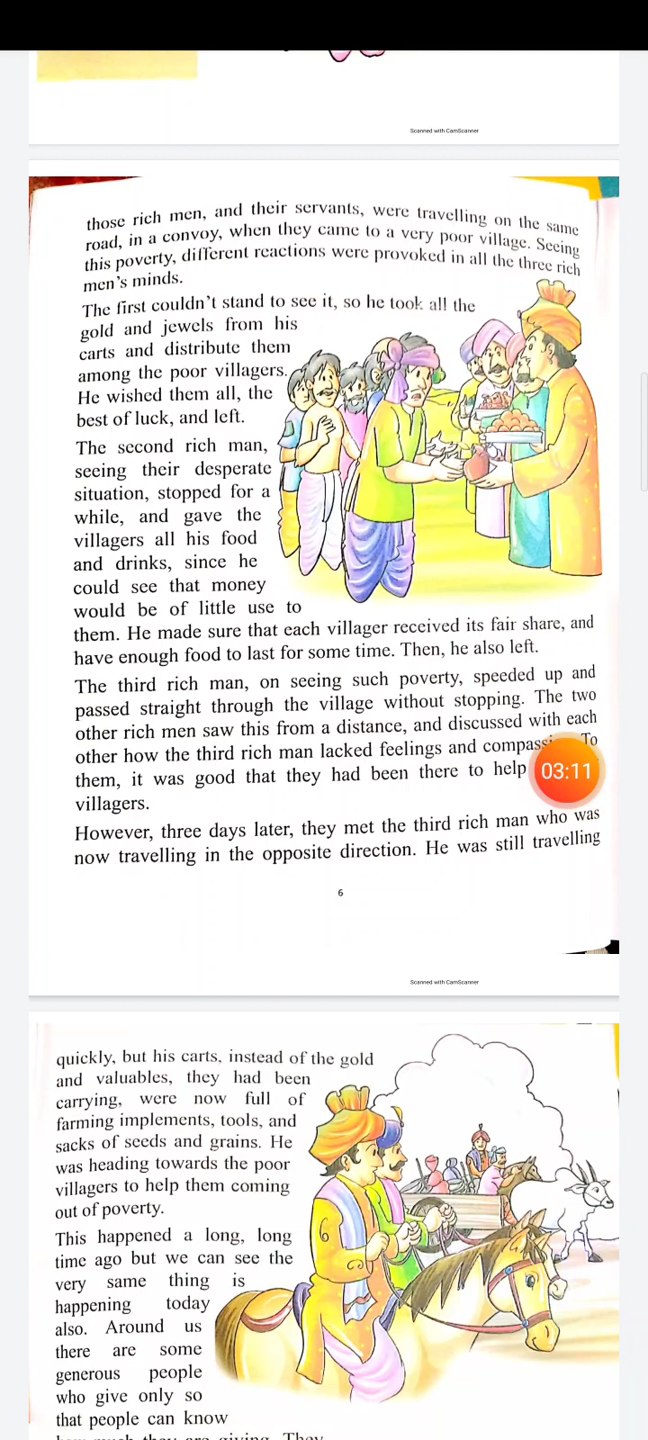 Scanned with CamScanner
those rich men, and their servants, were travelling on the same
road, in a convoy, when they came to a very poor village. Seeing
this poverty, different reactions were provoked in all the three rich
men's minds.
The first couldn't stand to see it, so he took all the
gold and jewels from his
carts and distribute them
among the poor villagers.
He wished them all, the
best of luck, and left.
The second rich man,
seeing their desperate
situation, stopped for a
while, and gave the
villagers all his food
and drinks, since he
could see that money
would be of little use to
them. He made sure that each villager received its fair share, and
have enough food to last for some time. Then, he also left.
The third rich man, on seeing such poverty, speeded up and
passed straight through the village without stopping. The two
other rich men saw this from a distance, and discussed with each
other how the third rich man lacked feelings and compass To
them, it was good that they had been there to help
03:11
villagers.
However, three days later, they met the third rich man who was
now travelling in the opposite direction. He was still travelling
6
Scanned with CamScanner
quickly, but his carts, instead of the gold
and valuables, they had been
carrying, were now full of
farming implements, tools, and
sacks of seeds and grains. He
was heading towards the poor
villagers to help them coming
out of poverty.
This happened a long, long
time ago but we can see the
very same thing is
happening today
also. Around us
there are some
generous people
who give only so
that people can know
how much they are giving. They